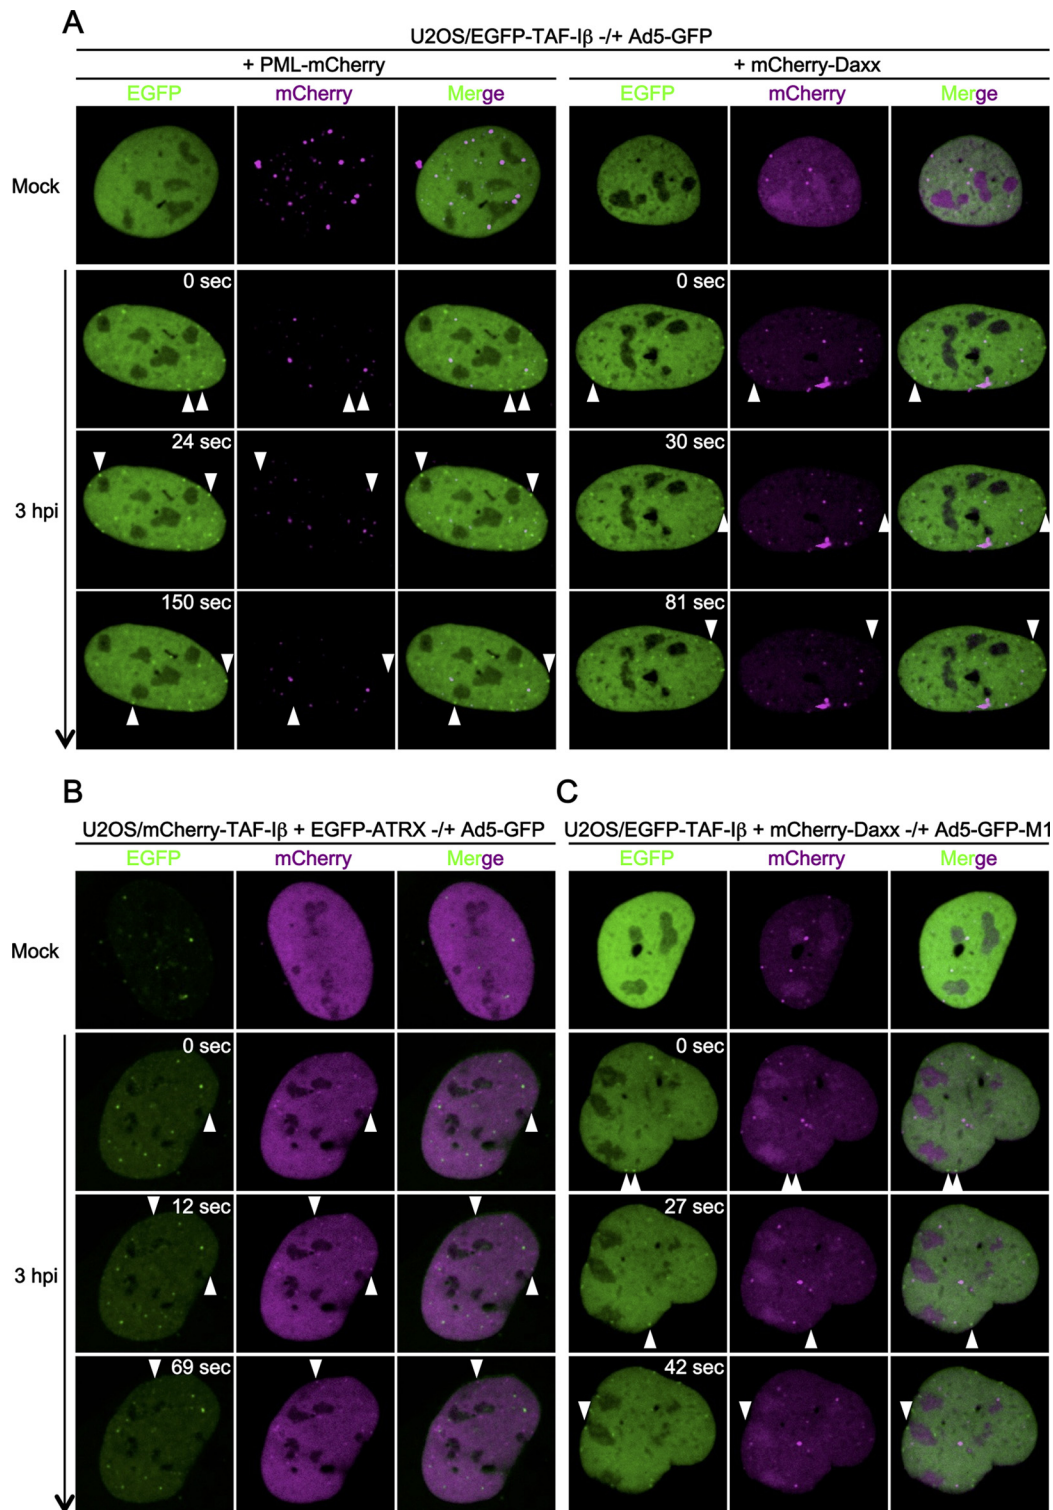 A
U2OS/EGFP-TAF-Iβ -/+ Ad5-GFP
+ PML-mCherry + mCherry-Daxx
EGFP mCherry Merge EGFP mCherry Merge
Mock
0 sec 0 sec
24 sec 30 sec
3 hpi
150 sec 81 sec
B C
U2OS/mCherry-TAF-Iβ + EGFP-ATRX -/+ Ad5-GFP U2OS/EGFP-TAF-Iβ + mCherry-Daxx -/+ Ad5-GFP-M1
EGFP mCherry Merge EGFP mCherry Merge
Mock
0 sec 0 sec
12 sec 27 sec
3 hpi
69 sec 42 sec